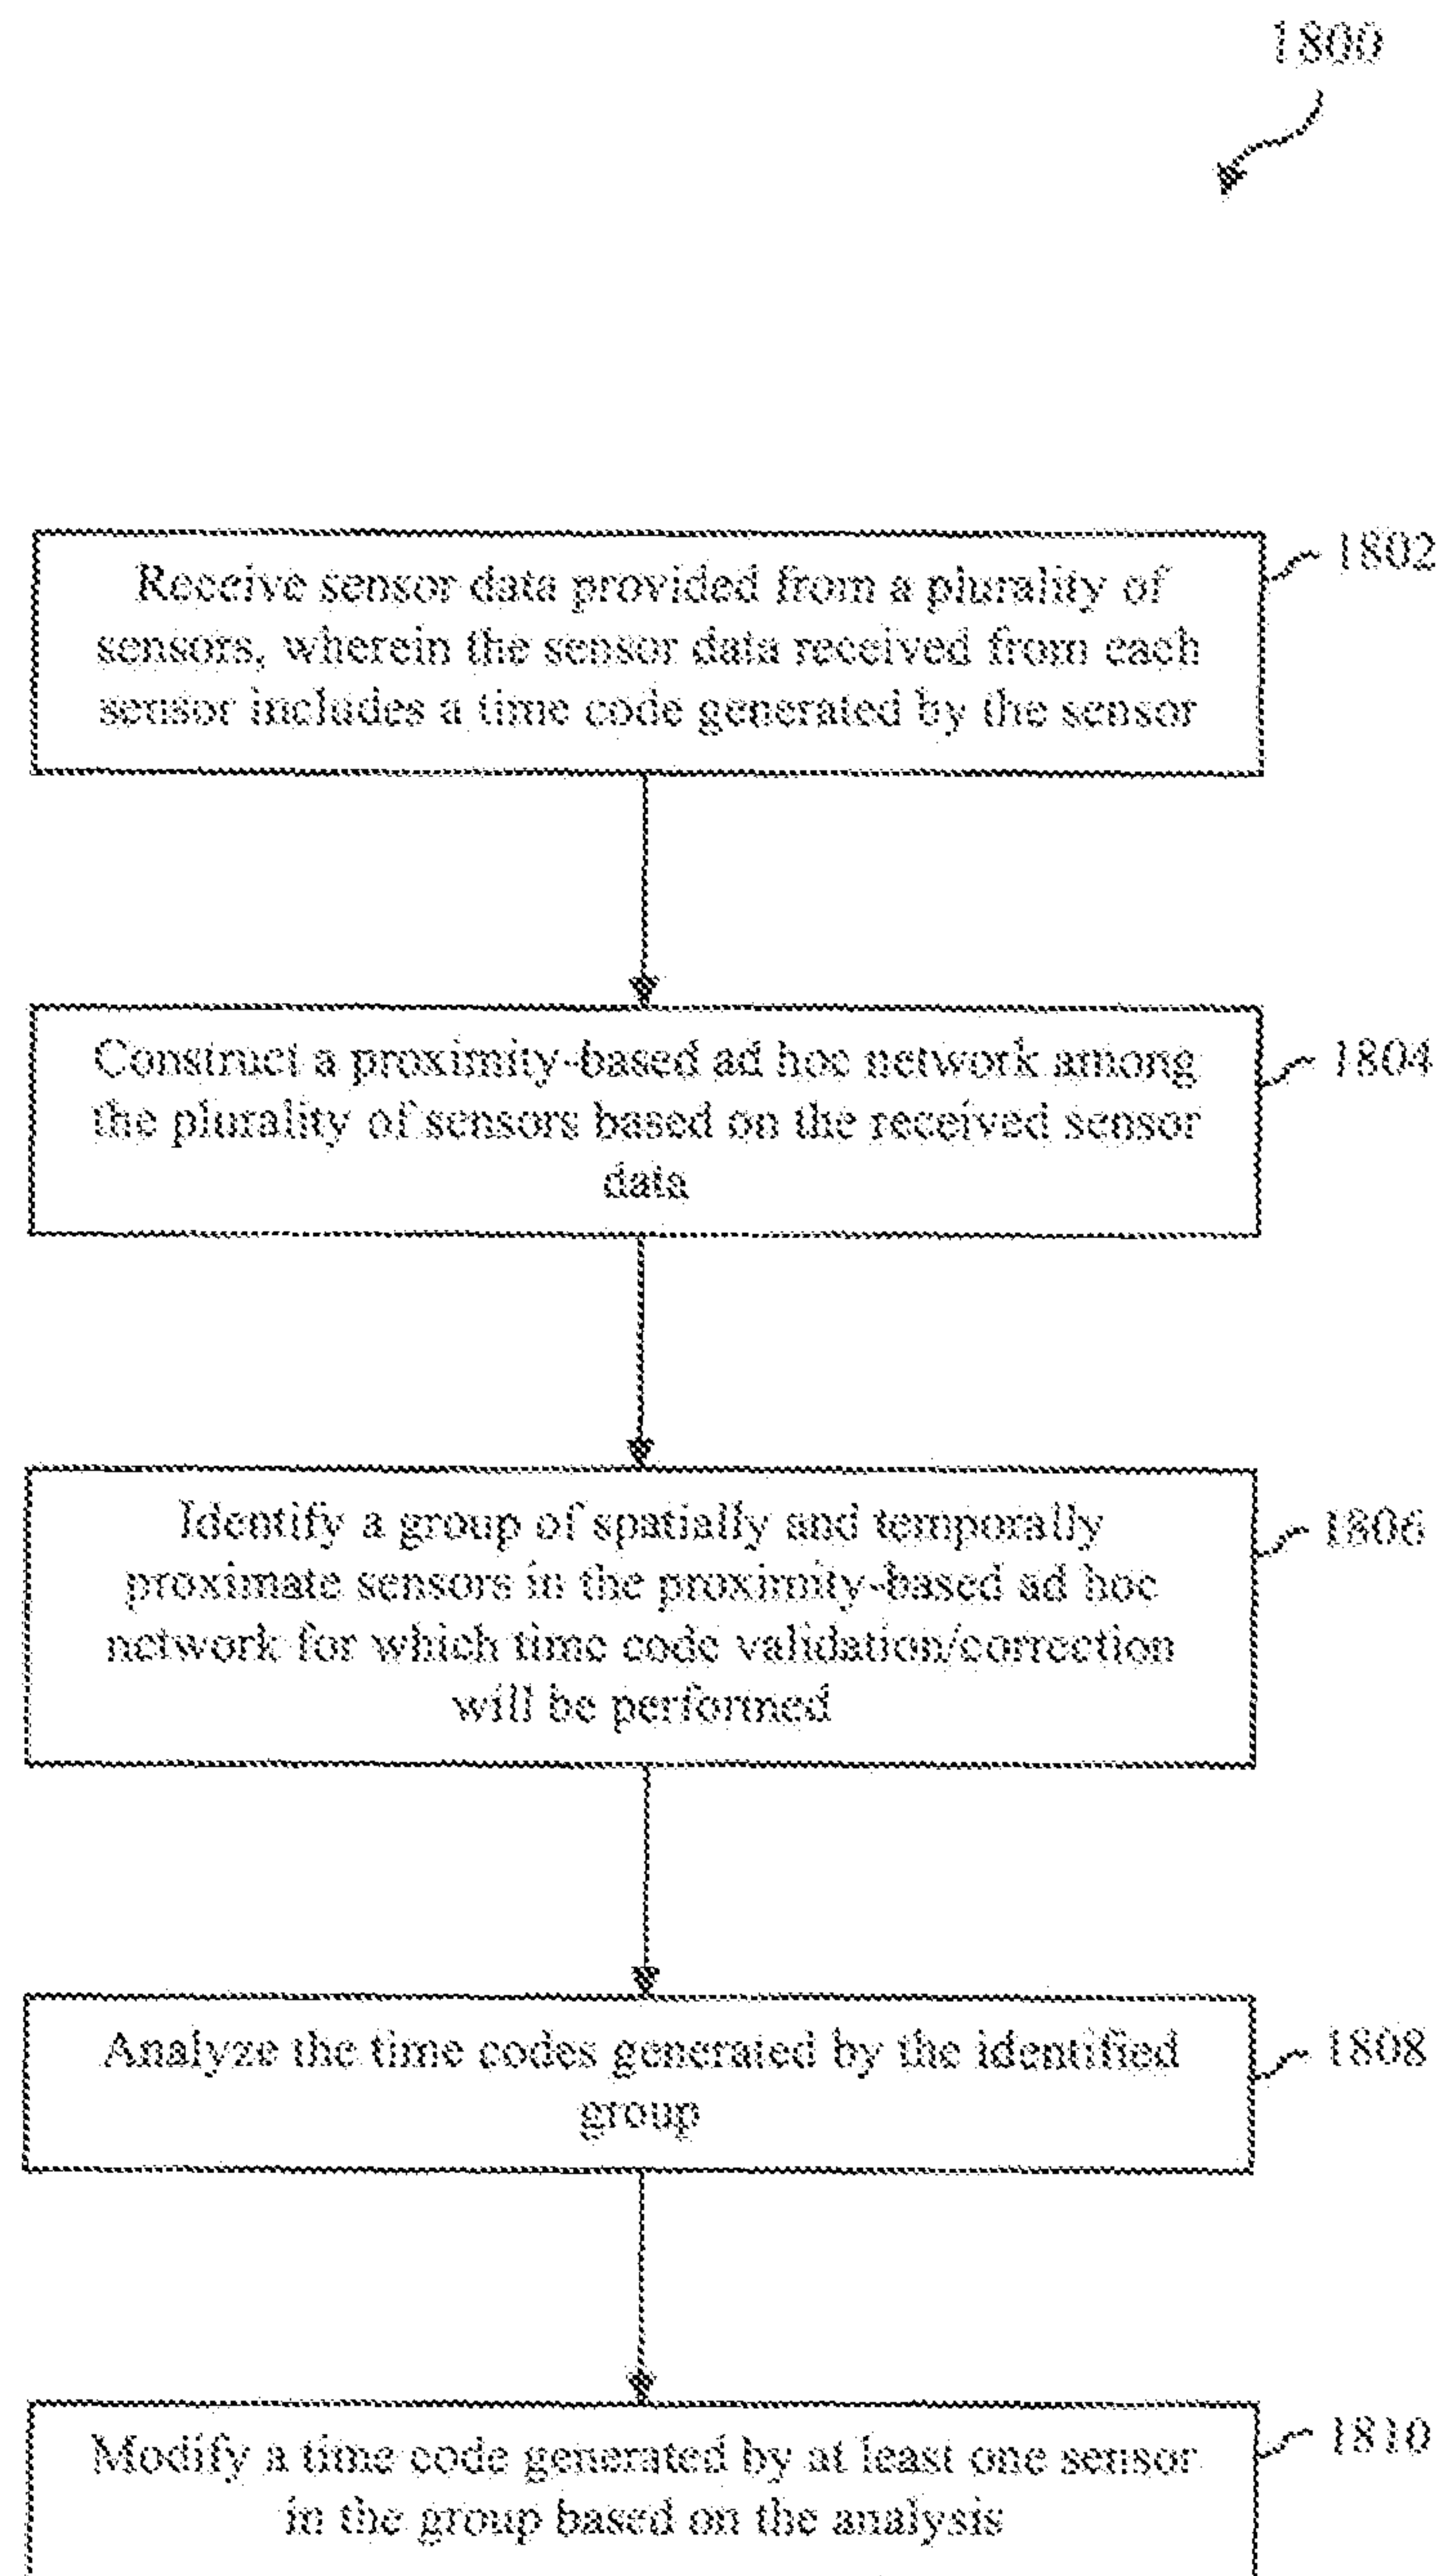 1800
Receive sensor data provided from a plurality of
sensors, wherein the sensor data received from each
sensor includes a time code generated by the sensor
1802
Construct a proximity-based ad hoc network among
the plurality of sensors based on the received sensor
data
1804
Identify a group of spatially and temporally
proximate sensors in the proximity-based ad hoc
network for which time code validation/correction
will be performed
1806
Analyze the time codes generated by the identified
group
1808
Modify a time code generated by at least one sensor
in the group based on the analysis
1810